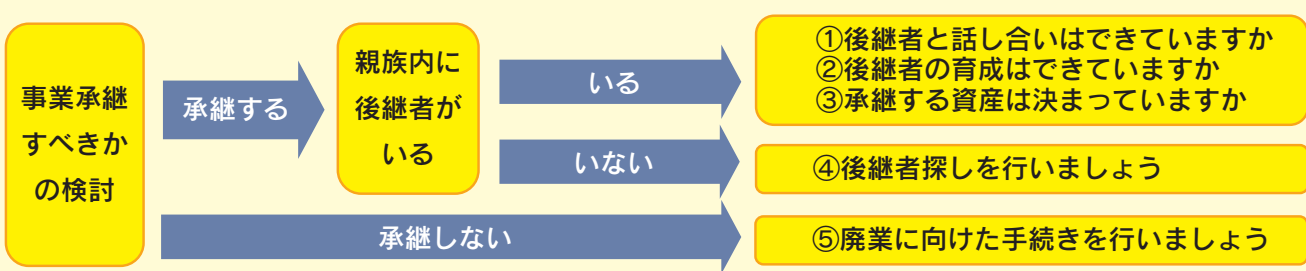 事業承継
すべきか
の検討
承継する
親族内に
後継者が
いる
いる
①後継者と話し合いはできていますか
②後継者の育成はできていますか
③承継する資産は決まっていますか
いない
④後継者探しを行いましょう
承継しない
⑤廃業に向けた手続きを行いましょう